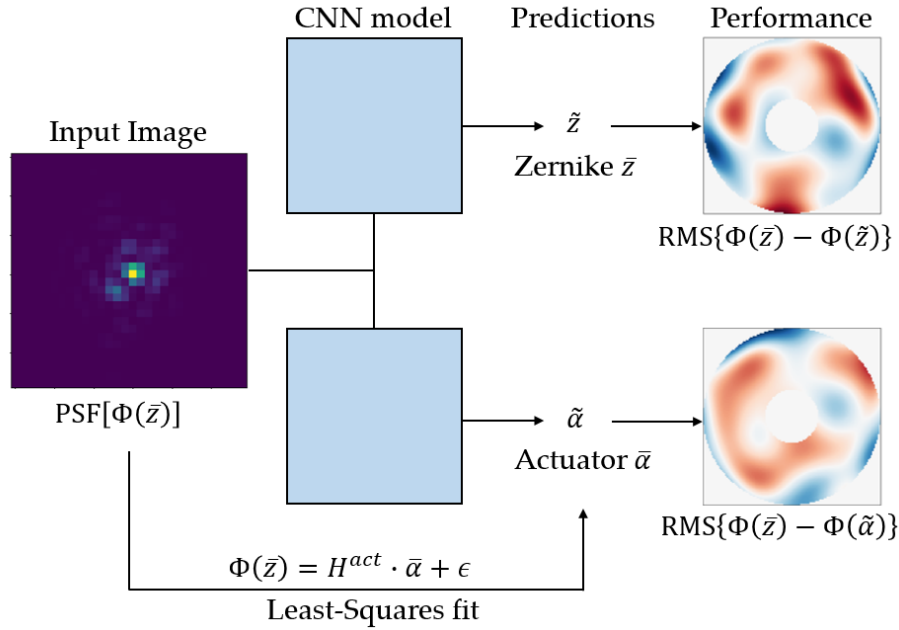 CNN model
Predictions
Performance
Input Image
z̃
Zernike z̄
RMS{Φ(z̄) − Φ(z̃)}
PSF[Φ(z̄)]
α̃
Actuator ᾱ
RMS{Φ(z̄) − Φ(α̃)}
Φ(z̄) = H^{act} · ᾱ + ϵ
Least-Squares fit